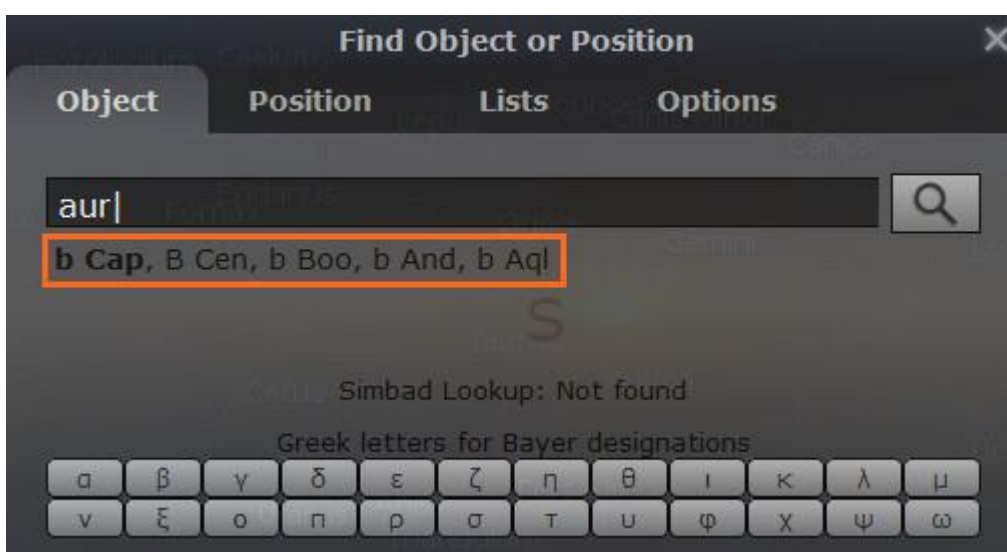 Find Object or Position
Object Position Lists Options
aur
b Cap, B Cen, b Boo, b And, b Aql
S
Simbad Lookup: Not found
Greek letters for Bayer designations
α β γ δ ε ζ η θ ι κ λ μ
ν ξ ο π ρ σ τ υ φ χ ψ ω